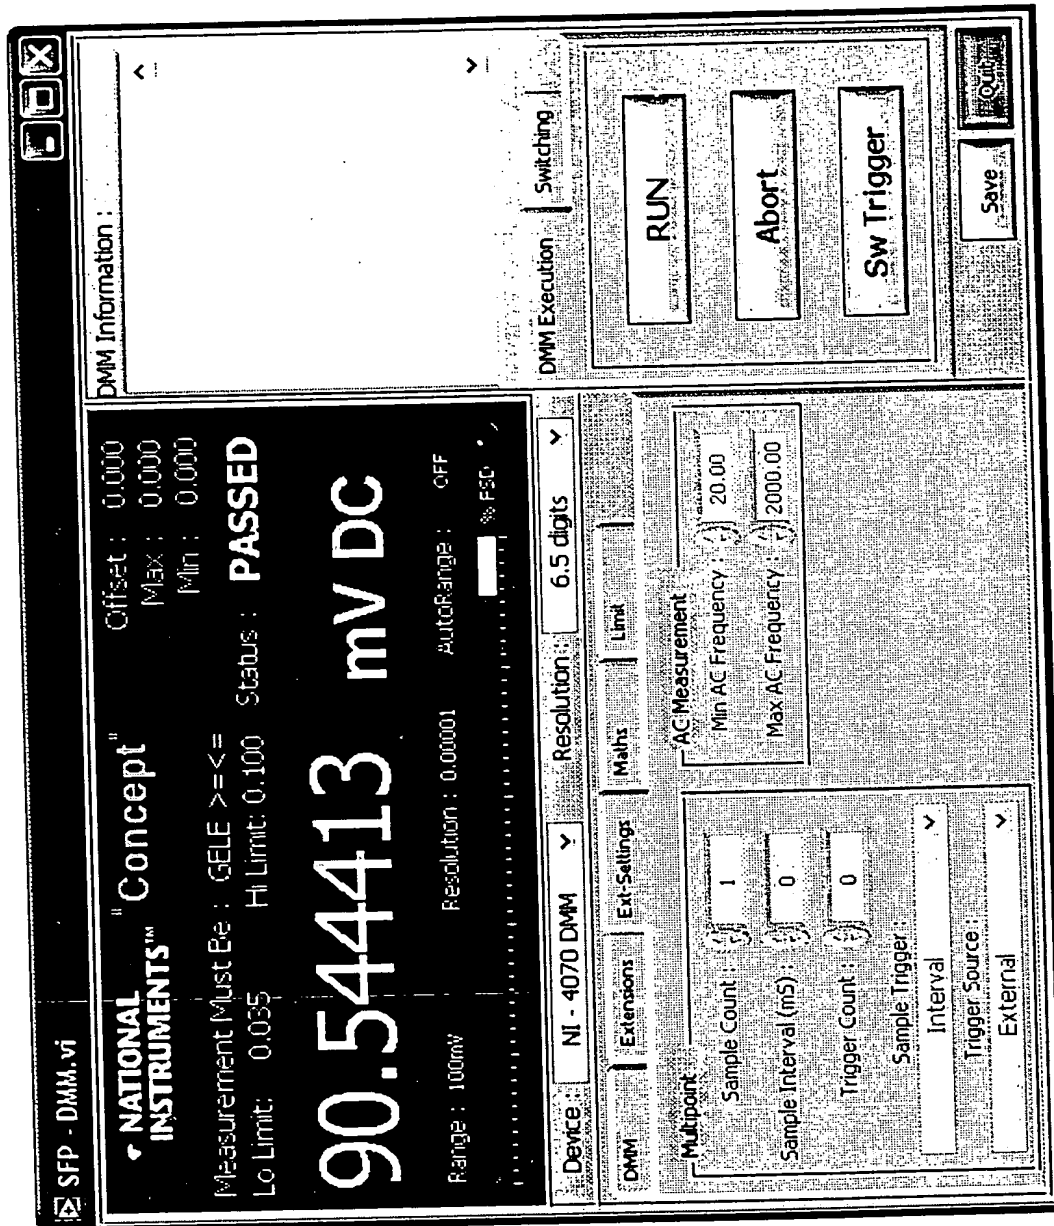 SFP - DMM.vi
NATIONAL INSTRUMENTS™ "Concept"
Offset : 0.000
Max : 0.000
Min : 0.000
Measurement Must Be : GELE >= <=
Lo Limit: 0.035 Hi Limit: 0.100 Status : PASSED
90.544413 mV DC
Range : 100mV Resolution : 0.00001 AutoRange : OFF
% FSD
Device : NI - 4070 DMM Resolution : 6.5 digits
DMM Extensions Ext-Settings Maths Limit
Multipoint
Sample Count : 1
Sample Interval (mS) : 0
Trigger Count : 0
Sample Trigger :
Interval
Trigger Source :
External
AC Measurement
Min AC Frequency : 20.00
Max AC Frequency : 2000.00
DMM Information :
DMM Execution Switching
RUN
Abort
Sw Trigger
Save Quit